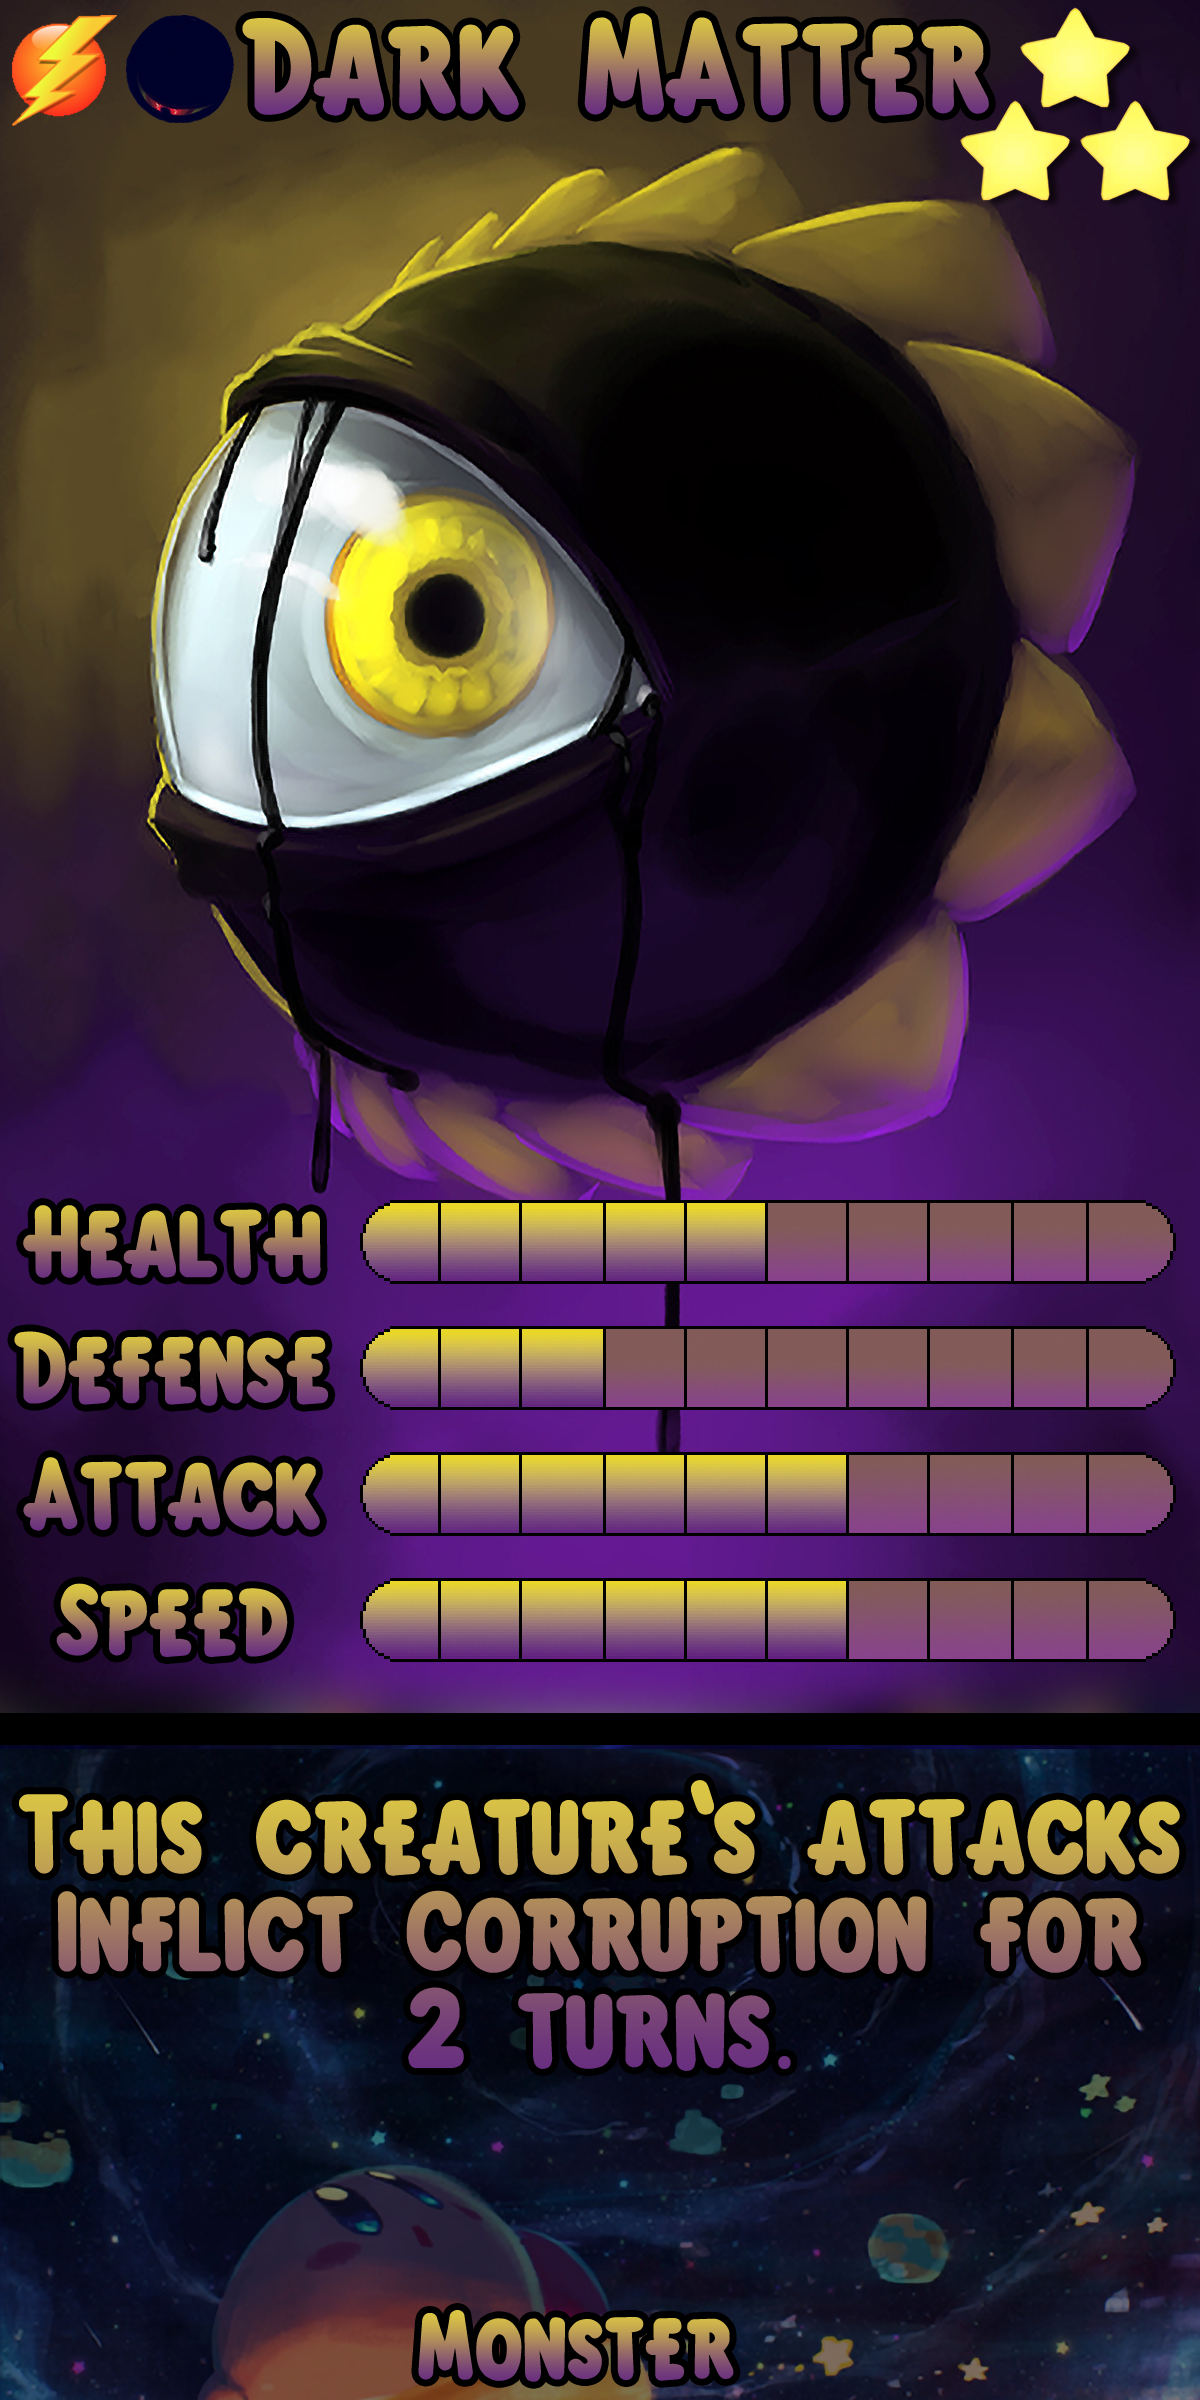 Dark Matter
Health
Defense
Attack
Speed
This creature's attacks
Inflict Corruption for
2 turns.
Monster